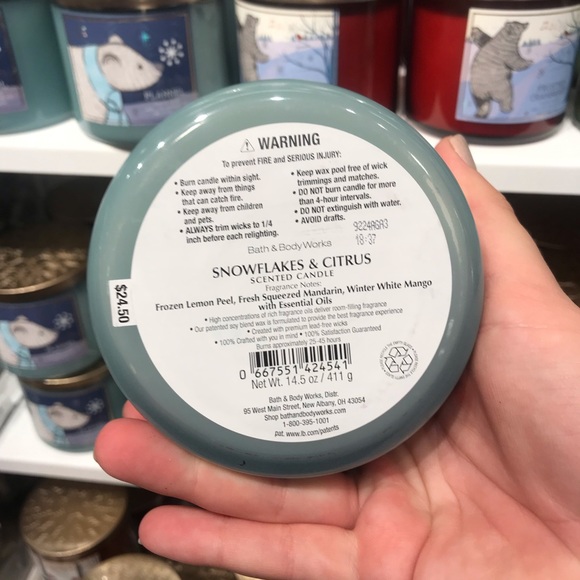 ⚠ WARNING
To prevent FIRE and SERIOUS INJURY:
• Burn candle within sight.
• Keep away from things
that can catch fire.
• Keep away from children
and pets.
• ALWAYS trim wicks to 1/4
inch before each relighting.
• Keep wax pool free of wick
trimmings and matches.
• DO NOT burn candle for more
than 4-hour intervals.
• DO NOT extinguish with water.
• AVOID drafts.
18:37
Bath & Body Works
SNOWFLAKES & CITRUS
SCENTED CANDLE
Fragrance Notes:
Frozen Lemon Peel, Fresh Squeezed Mandarin, Winter White Mango
with Essential Oils
• High concentrations of rich fragrance oils deliver room-filling fragrance
• Our patented soy blend wax is formulated to provide the best fragrance experience
• Created with premium lead-free wicks
• 100% Crafted with you in mind • 100% Satisfaction Guaranteed
Burns approximately 25-45 hours
$24.50
0 667551 424541
Net Wt. 14.5 oz / 411 g
Bath & Body Works, Distr.
95 West Main Street, New Albany, OH 43054
Shop bathandbodyworks.com
1-800-395-1001
pat. www.lb.com/patents